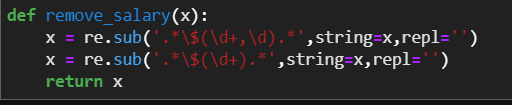 def remove_salary(x):
    x = re.sub('.*\$(\d+,\d).*',string=x,repl='')
    x = re.sub('.*\$(\d+).*',string=x,repl='')
    return x